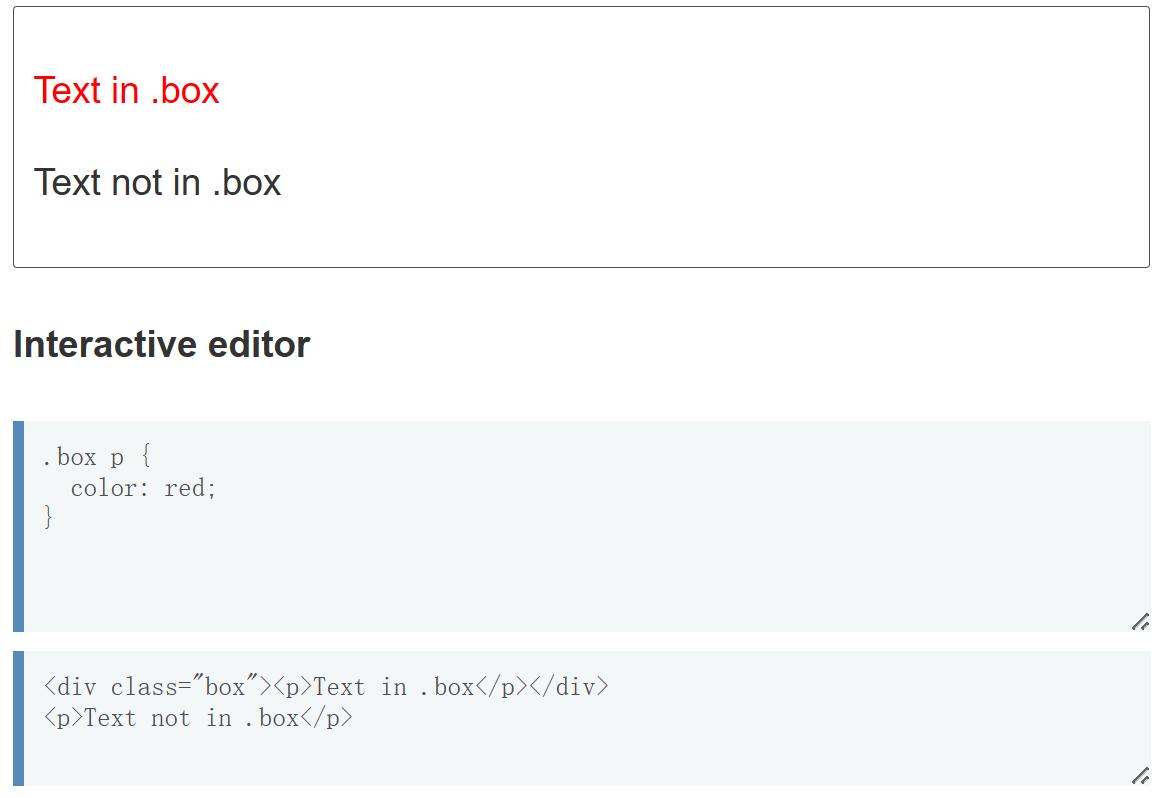 Text in .box
Text not in .box
Interactive editor
.box p {
  color: red;
}
<div class="box"><p>Text in .box</p></div>
<p>Text not in .box</p>